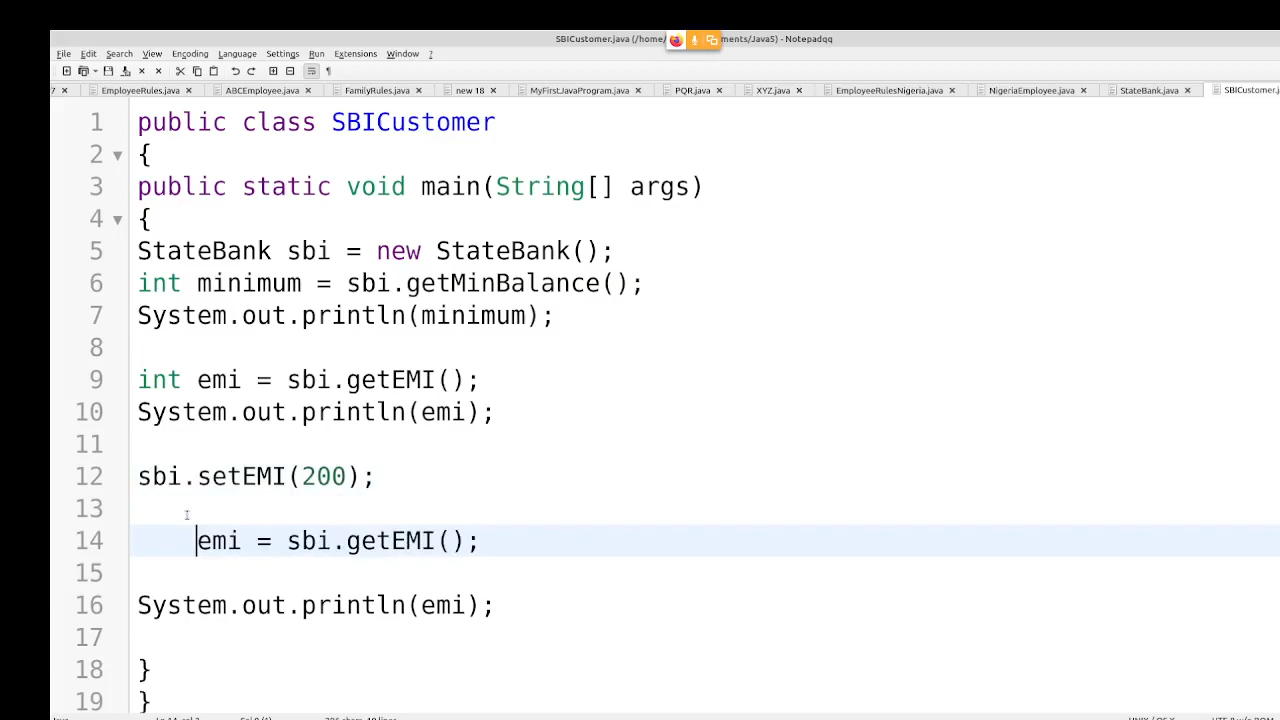 SBICustomer.java (/home/ ments/Java5) - Notepadqq
File Edit Search View Encoding Language Settings Run Extensions Window ?
7 EmployeeRules.java ABCEmployee.java FamilyRules.java new 18 MyFirstJavaProgram.java PQR.java XYZ.java EmployeeRulesNigeria.java NigeriaEmployee.java StateBank.java SBICustomer.j
1 public class SBICustomer
2 {
3 public static void main(String[] args)
4 {
5 StateBank sbi = new StateBank();
6 int minimum = sbi.getMinBalance();
7 System.out.println(minimum);
8
9 int emi = sbi.getEMI();
10 System.out.println(emi);
11
12 sbi.setEMI(200);
13
14 emi = sbi.getEMI();
15
16 System.out.println(emi);
17
18 }
19 }